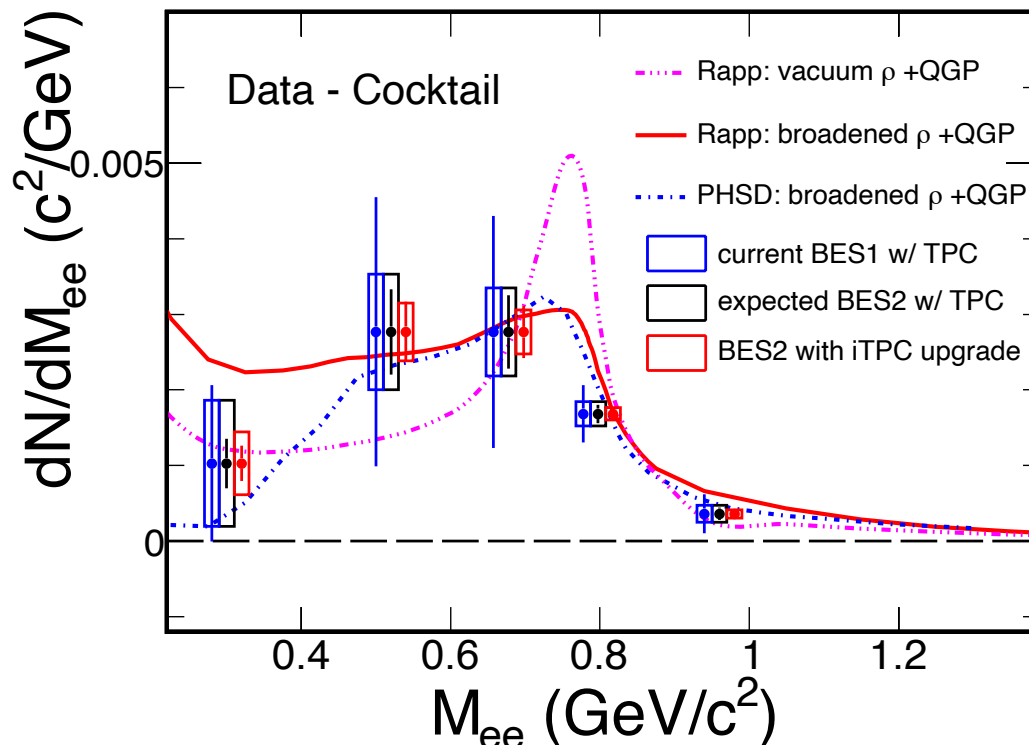 dN/dM_ee (c²/GeV)
Data - Cocktail
Rapp: vacuum ρ +QGP
Rapp: broadened ρ +QGP
PHSD: broadened ρ +QGP
current BES1 w/ TPC
expected BES2 w/ TPC
BES2 with iTPC upgrade
0.005
0
0.4 0.6 0.8 1 1.2
M_ee (GeV/c²)